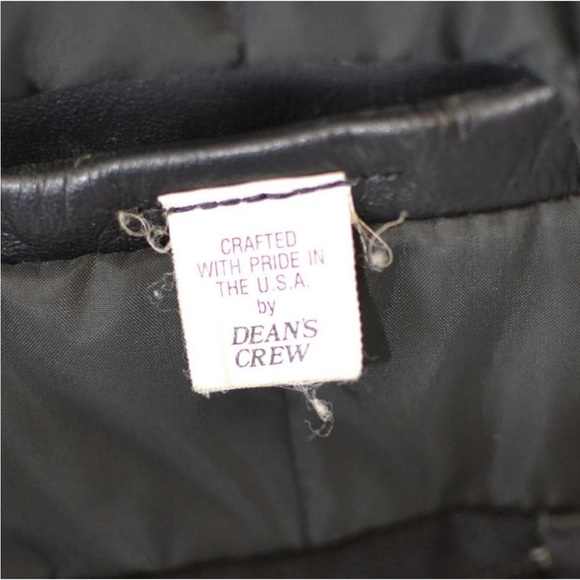 CRAFTED
WITH PRIDE IN
THE U.S.A.
by
DEAN'S
CREW